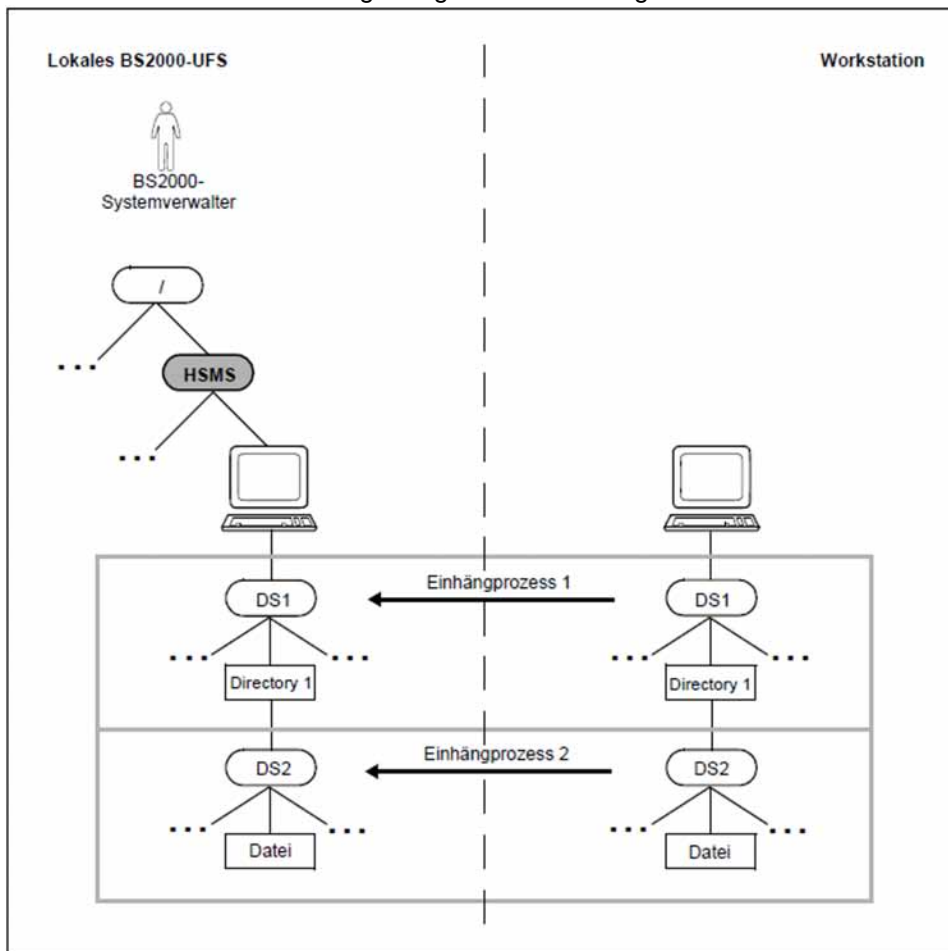 Lokales BS2000-UFS
Workstation
BS2000-
Systemverwalter
/
...
HSMS
...
Einhängprozess 1
DS1
DS1
... ...
... ...
Directory 1
Directory 1
Einhängprozess 2
DS2
DS2
... ...
... ...
Datei
Datei